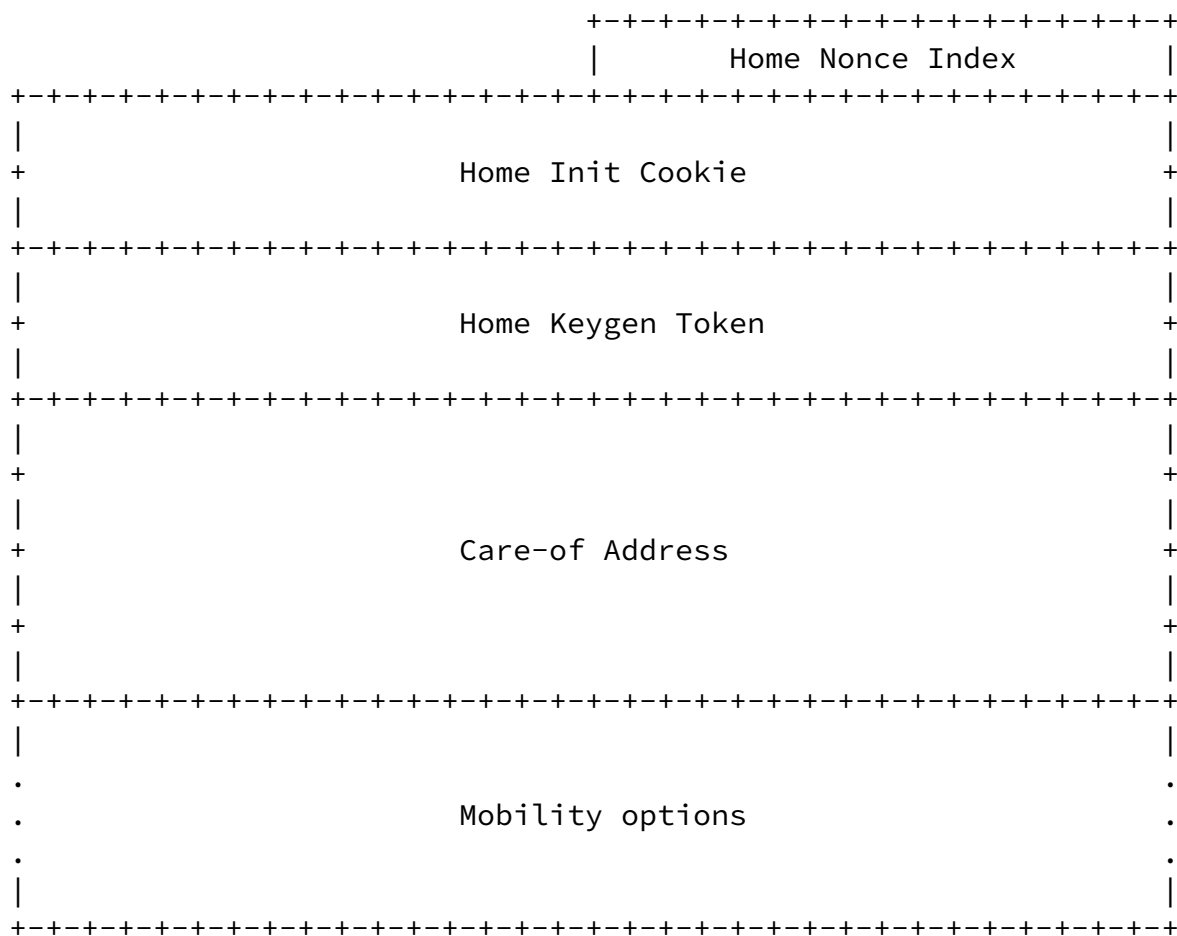 Home Nonce Index
Home Init Cookie
Home Keygen Token
Care-of Address
Mobility options